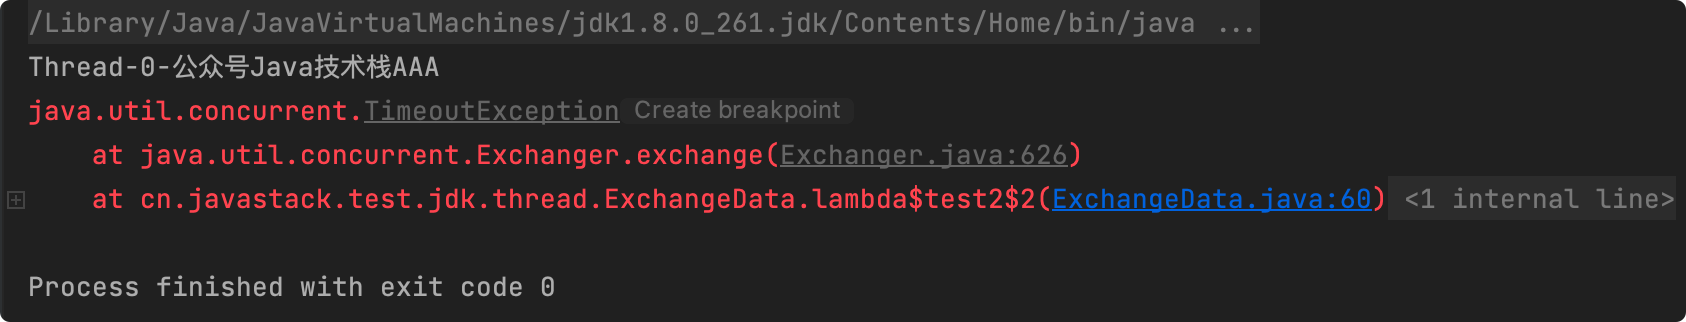 /Library/Java/JavaVirtualMachines/jdk1.8.0_261.jdk/Contents/Home/bin/java ...
Thread-0-公众号Java技术栈AAA
java.util.concurrent.TimeoutException Create breakpoint
at java.util.concurrent.Exchanger.exchange(Exchanger.java:626)
at cn.javastack.test.jdk.thread.ExchangeData.lambda$test2$2(ExchangeData.java:60) <1 internal line>
Process finished with exit code 0